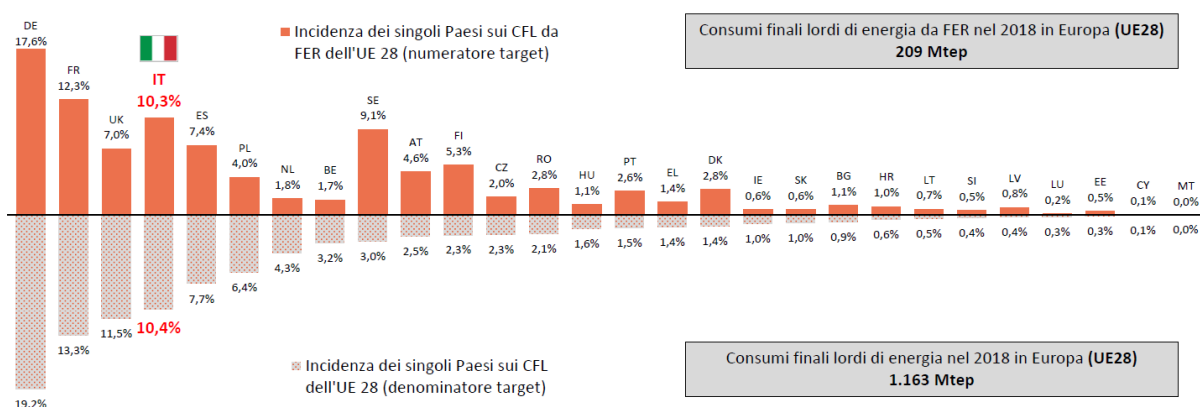 DE
17,6%
FR
12,3%
UK
7,0%
IT
10,3%
ES
7,4%
PL
4,0%
NL
1,8%
BE
1,7%
SE
9,1%
AT
4,6%
FI
5,3%
CZ
2,0%
RO
2,8%
HU
1,1%
PT
2,6%
EL
1,4%
DK
2,8%
IE
0,6%
SK
0,6%
BG
1,1%
HR
1,0%
LT
0,7%
SI
0,5%
LV
0,8%
LU
0,2%
EE
0,5%
CY
0,1%
MT
0,0%
Incidenza dei singoli Paesi sui CFL da
FER dell'UE 28 (numeratore target)
Consumi finali lordi di energia da FER nel 2018 in Europa (UE28)
209 Mtep
19,2%
13,3%
11,5%
10,4%
7,7%
6,4%
4,3%
3,2%
3,0%
2,5%
2,3%
2,3%
2,1%
1,6%
1,5%
1,4%
1,4%
1,0%
1,0%
0,9%
0,6%
0,5%
0,4%
0,4%
0,3%
0,3%
0,1%
0,0%
Incidenza dei singoli Paesi sui CFL
dell'UE 28 (denominatore target)
Consumi finali lordi di energia nel 2018 in Europa (UE28)
1.163 Mtep